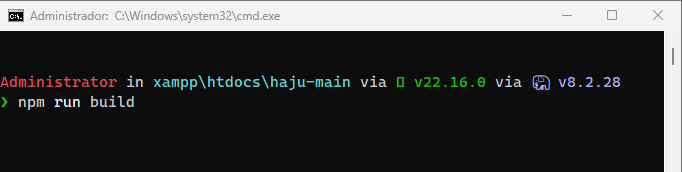 Administrador: C:\Windows\system32\cmd.exe
Administrator in xampp\htdocs\haju-main via v22.16.0 via v8.2.28
❯ npm run build